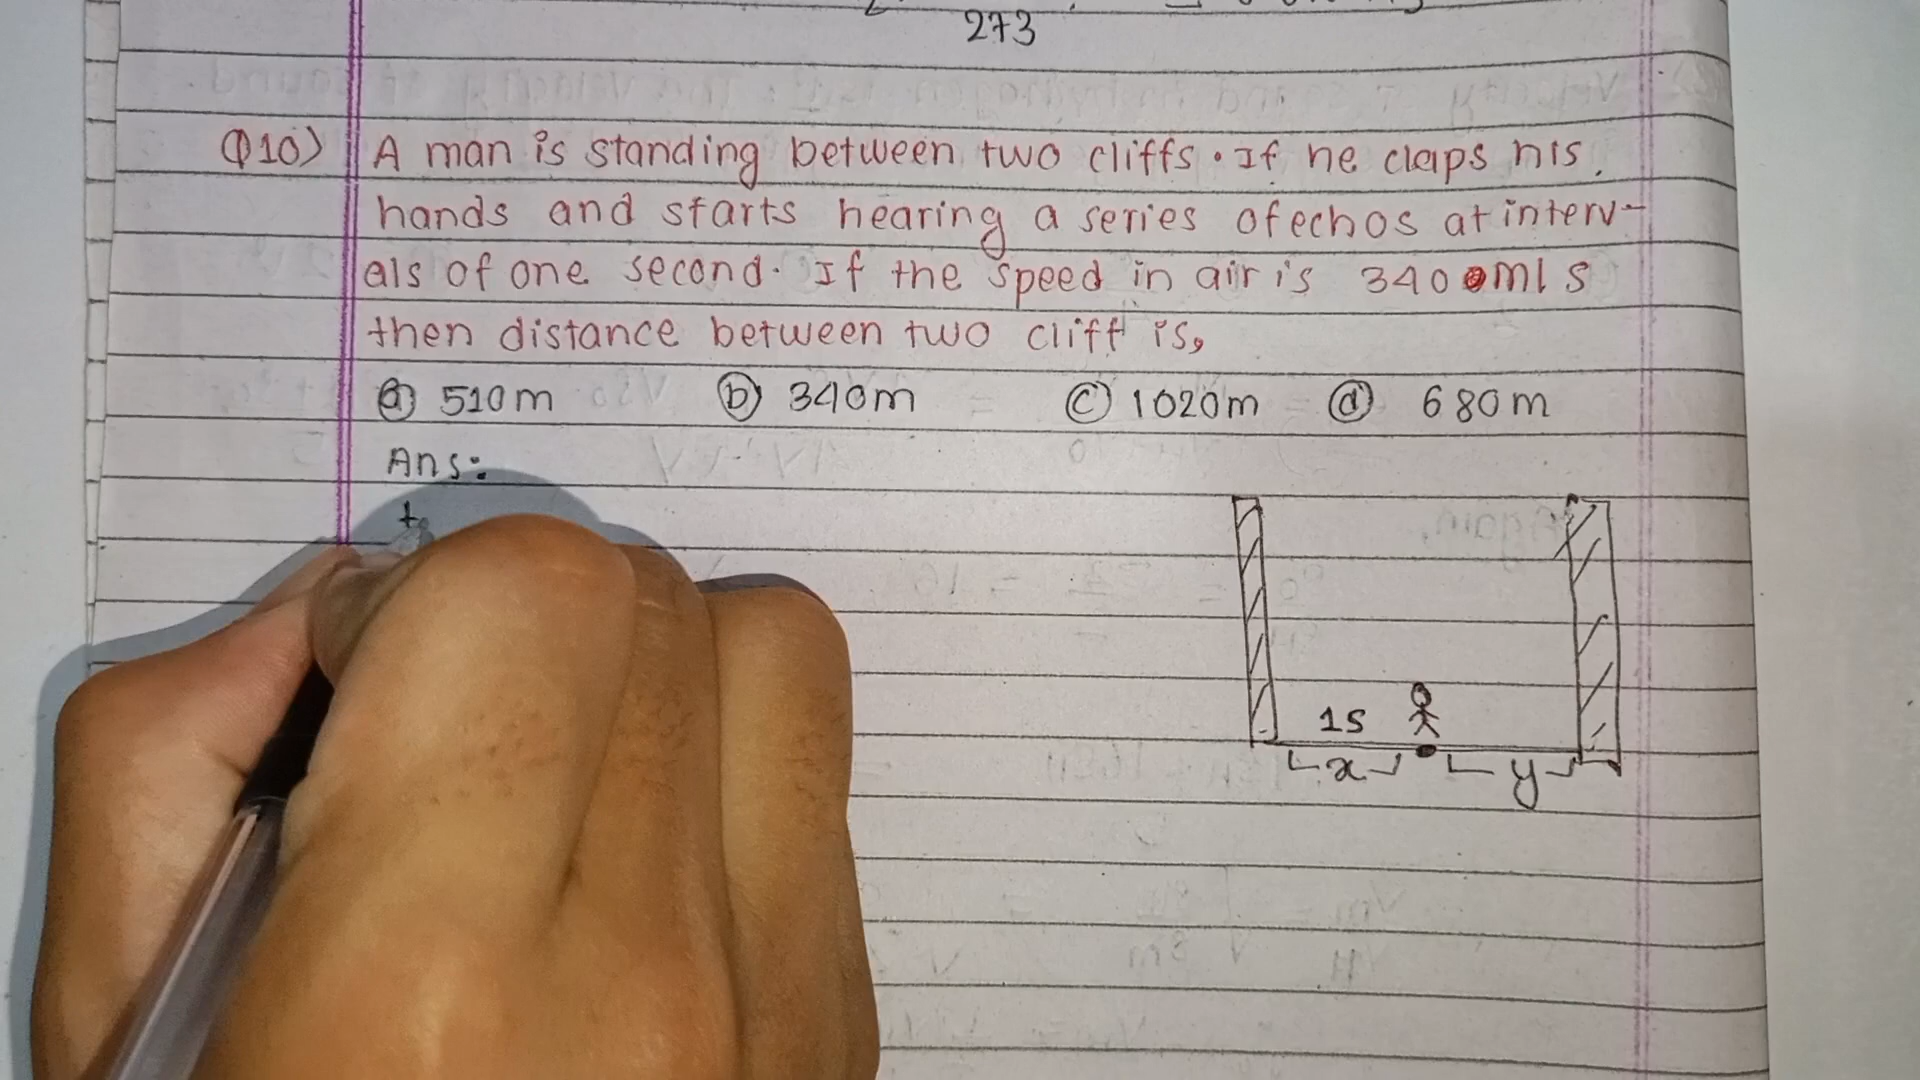 273
Q10) A man is standing between two cliffs. If he claps his
hands and starts hearing a series of echos at interv-
als of one second. If the speed in air is 340 m/s
then distance between two cliff is,
(a) 510m (b) 340m (c) 1020m (d) 680m
Ans:
t
1s
x y